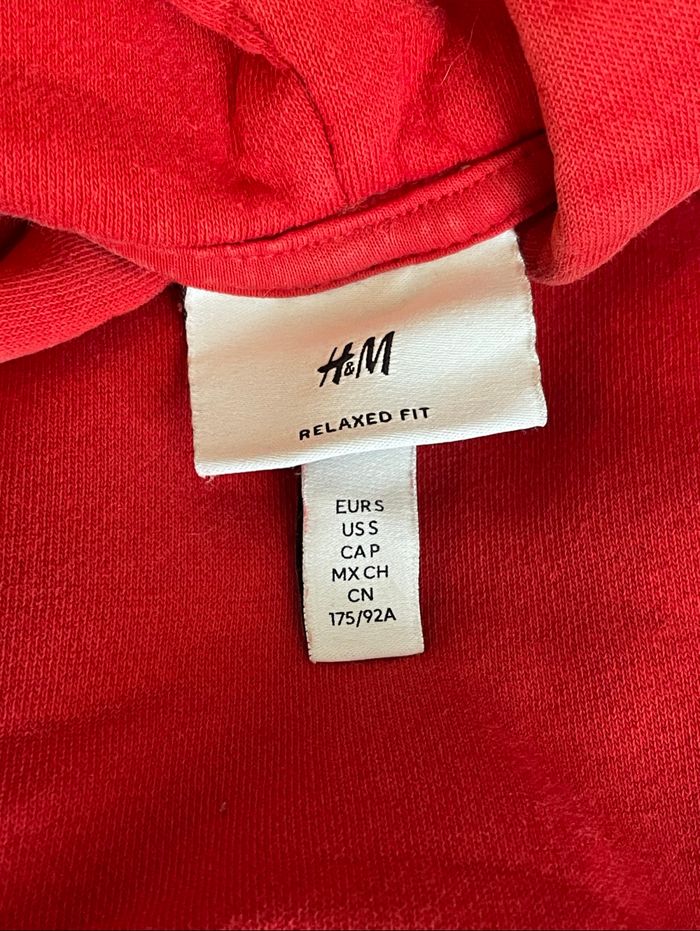 H&M
RELAXED FIT
EUR S
US S
CA P
MX CH
CN
175/92A